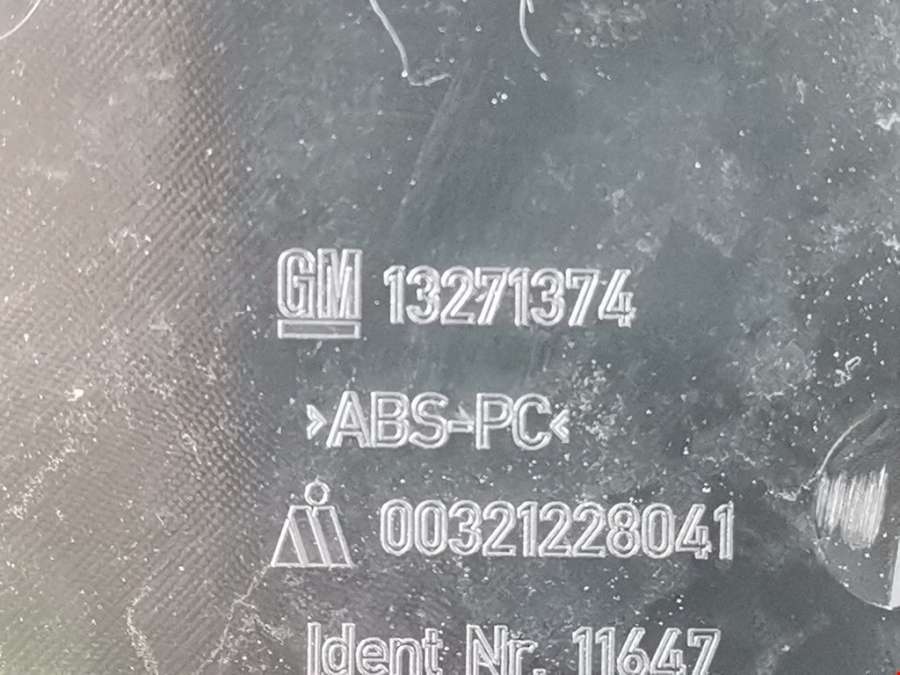 GM 13271374
>ABS-PC<
00321228041
Ident Nr. 11647